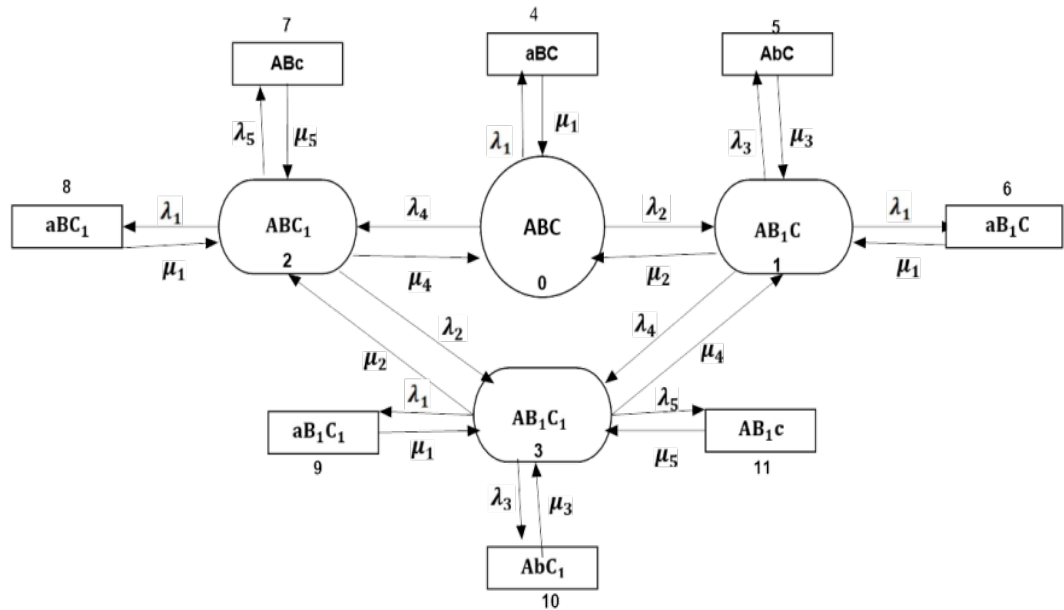 7
ABc
4
aBC
5
AbC
λ₅
μ₅
λ₁
μ₁
λ₃
μ₃
8
aBC₁
λ₁
μ₁
ABC₁
2
λ₄
μ₄
ABC
0
λ₂
μ₂
AB₁C
1
λ₁
μ₁
6
aB₁C
λ₂
μ₂
λ₄
μ₄
aB₁C₁
9
λ₁
μ₁
AB₁C₁
3
λ₅
μ₅
AB₁c
11
λ₃
μ₃
AbC₁
10